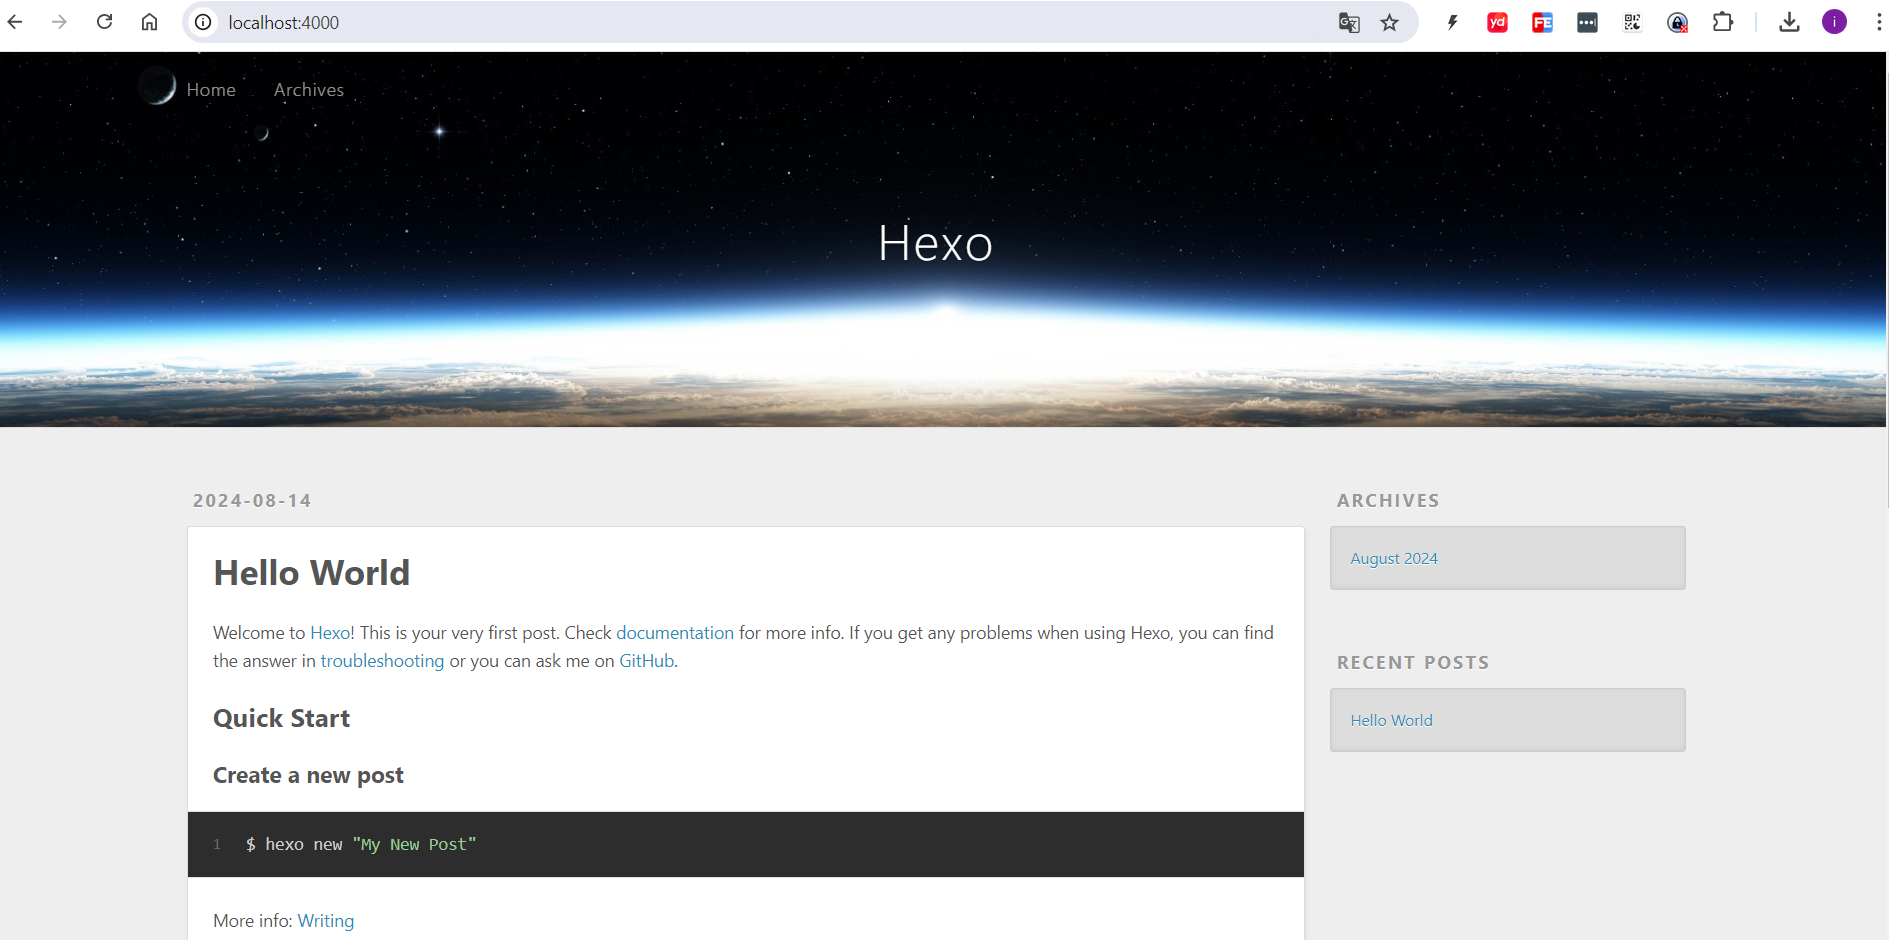 localhost:4000
yd
FE
i
Home Archives
Hexo
2024-08-14
Hello World
Welcome to Hexo! This is your very first post. Check documentation for more info. If you get any problems when using Hexo, you can find
the answer in troubleshooting or you can ask me on GitHub.
Quick Start
Create a new post
1 $ hexo new "My New Post"
More info: Writing
ARCHIVES
August 2024
RECENT POSTS
Hello World